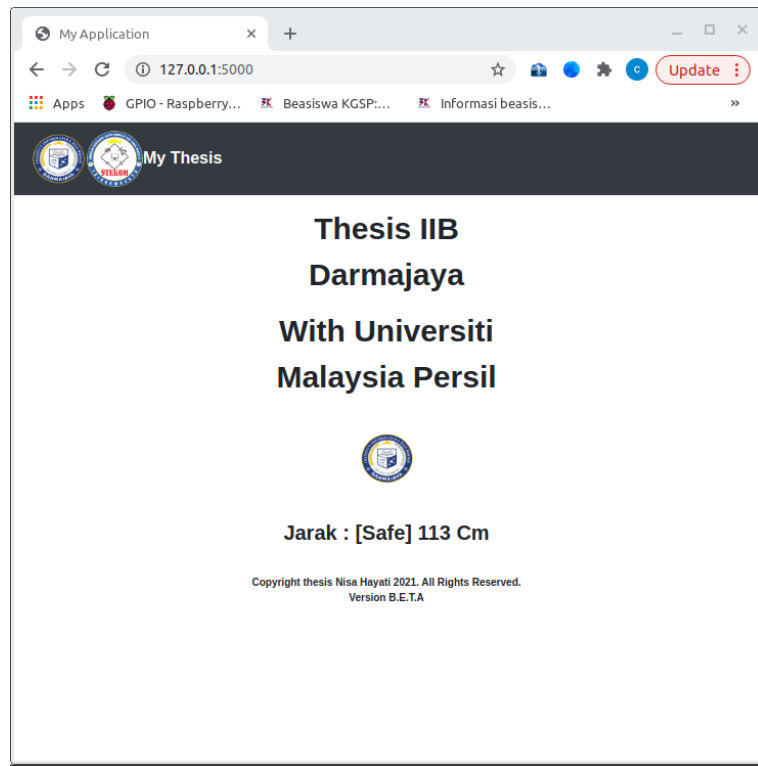 My Application
127.0.0.1:5000
Update
Apps
GPIO - Raspberry...
Beasiswa KGSP:...
Informasi beasis...
»
STEKOM
My Thesis
Thesis IIB
Darmajaya
With Universiti
Malaysia Persil
Jarak : [Safe] 113 Cm
Copyright thesis Nisa Hayati 2021. All Rights Reserved.
Version B.E.T.A